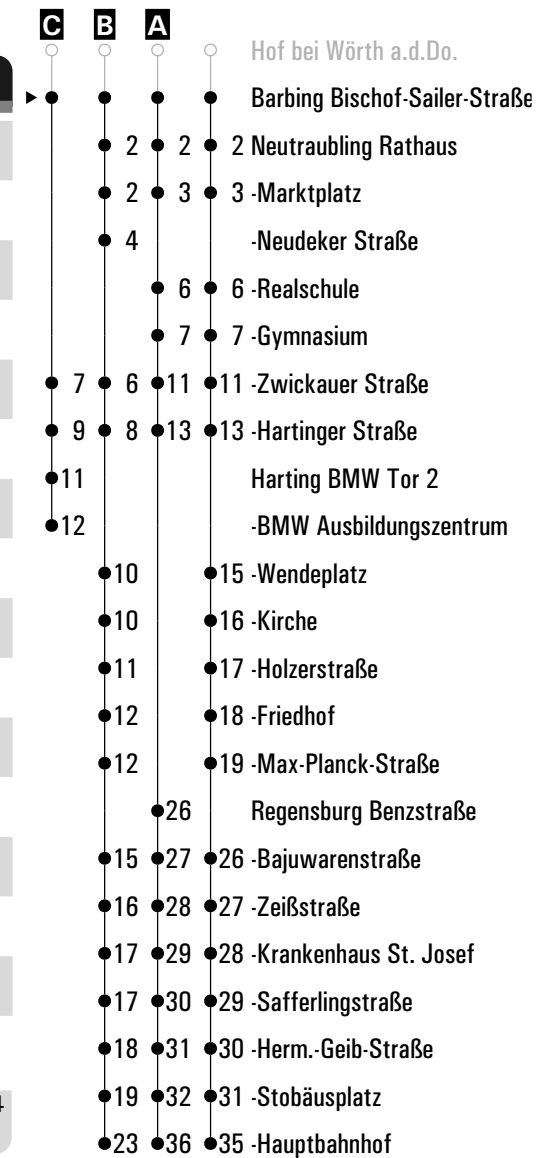 C B A
Hof bei Wörth a.d.Do.
Barbing Bischof-Sailer-Straße
2 2 2 Neutraubling Rathaus
2 3 3 -Marktplatz
4 -Neudeker Straße
6 6 -Realschule
7 7 -Gymnasium
7 6 11 11 -Zwickauer Straße
9 8 13 13 -Hartinger Straße
11 Harting BMW Tor 2
12 -BMW Ausbildungszentrum
10 15 -Wendeplatz
10 16 -Kirche
11 17 -Holzerstraße
12 18 -Friedhof
12 19 -Max-Planck-Straße
26 Regensburg Benzstraße
15 27 26 -Bajuwarenstraße
16 28 27 -Zeißstraße
17 29 28 -Krankenhaus St. Josef
17 30 29 -Safferlingstraße
18 31 30 -Herm.-Geib-Straße
19 32 31 -Stobäusplatz
23 36 35 -Hauptbahnhof